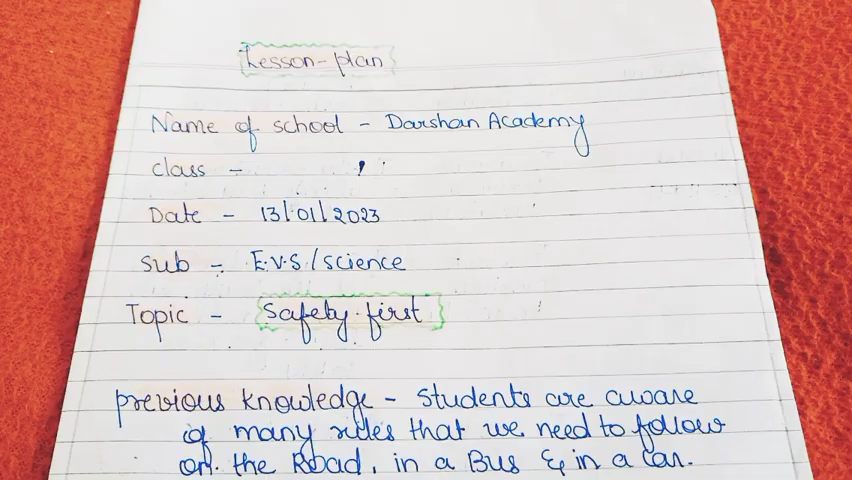 Lesson-plan
Name of school - Darshan Academy
class -
Date - 13/01/2023
Sub - E.V.S./science
Topic - Safety first
previous knowledge - Students are aware
of many rules that we need to follow
on the Road, in a Bus & in a car.